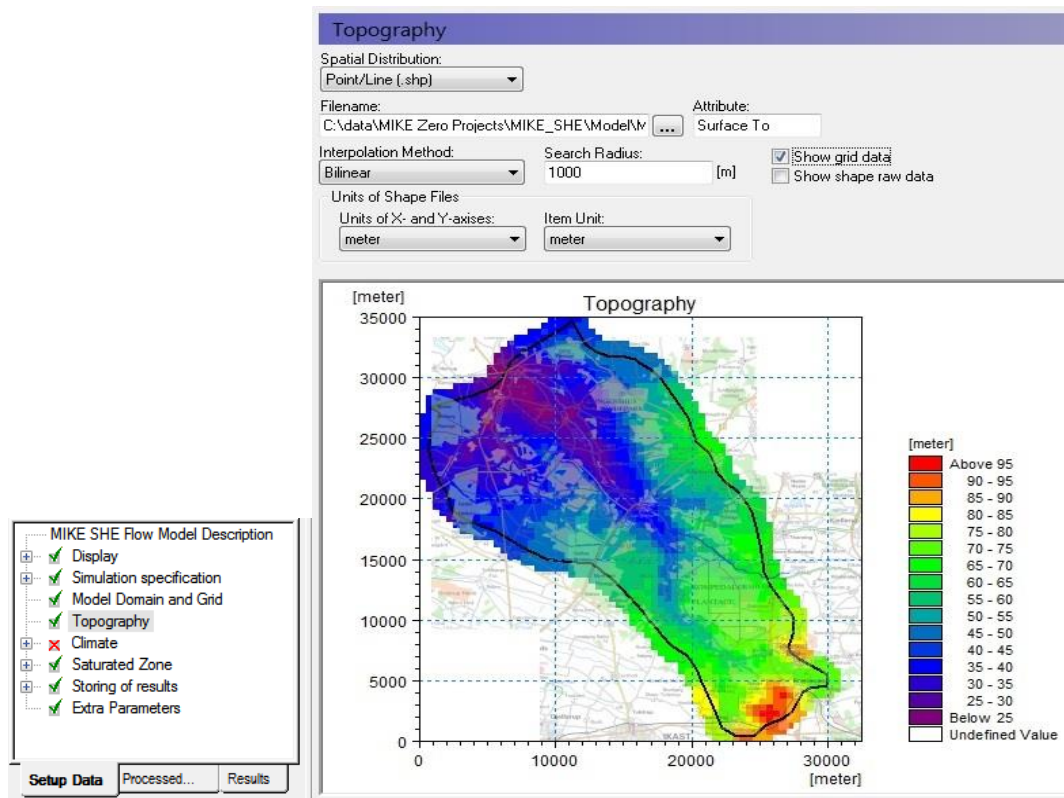 Topography
Spatial Distribution:
Point/Line (.shp)
Filename:
Attribute:
C:\data\MIKE Zero Projects\MIKE_SHE\Model\M
...
Surface To
Interpolation Method:
Search Radius:
Show grid data
Bilinear
1000
[m]
Show shape raw data
Units of Shape Files
Units of X- and Y-axises:
Item Unit:
meter
meter
MIKE SHE Flow Model Description
Display
Simulation specification
Model Domain and Grid
Topography
Climate
Saturated Zone
Storing of results
Extra Parameters
Setup Data
Processed...
Results
[meter]
Topography
35000
30000
25000
20000
15000
10000
5000
0
0
10000
20000
30000
[meter]
IKAST
[meter]
Above 95
90 - 95
85 - 90
80 - 85
75 - 80
70 - 75
65 - 70
60 - 65
55 - 60
50 - 55
45 - 50
40 - 45
35 - 40
30 - 35
25 - 30
Below 25
Undefined Value